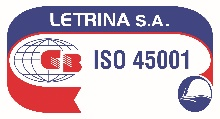 LETRINA S.A.
ISO 45001